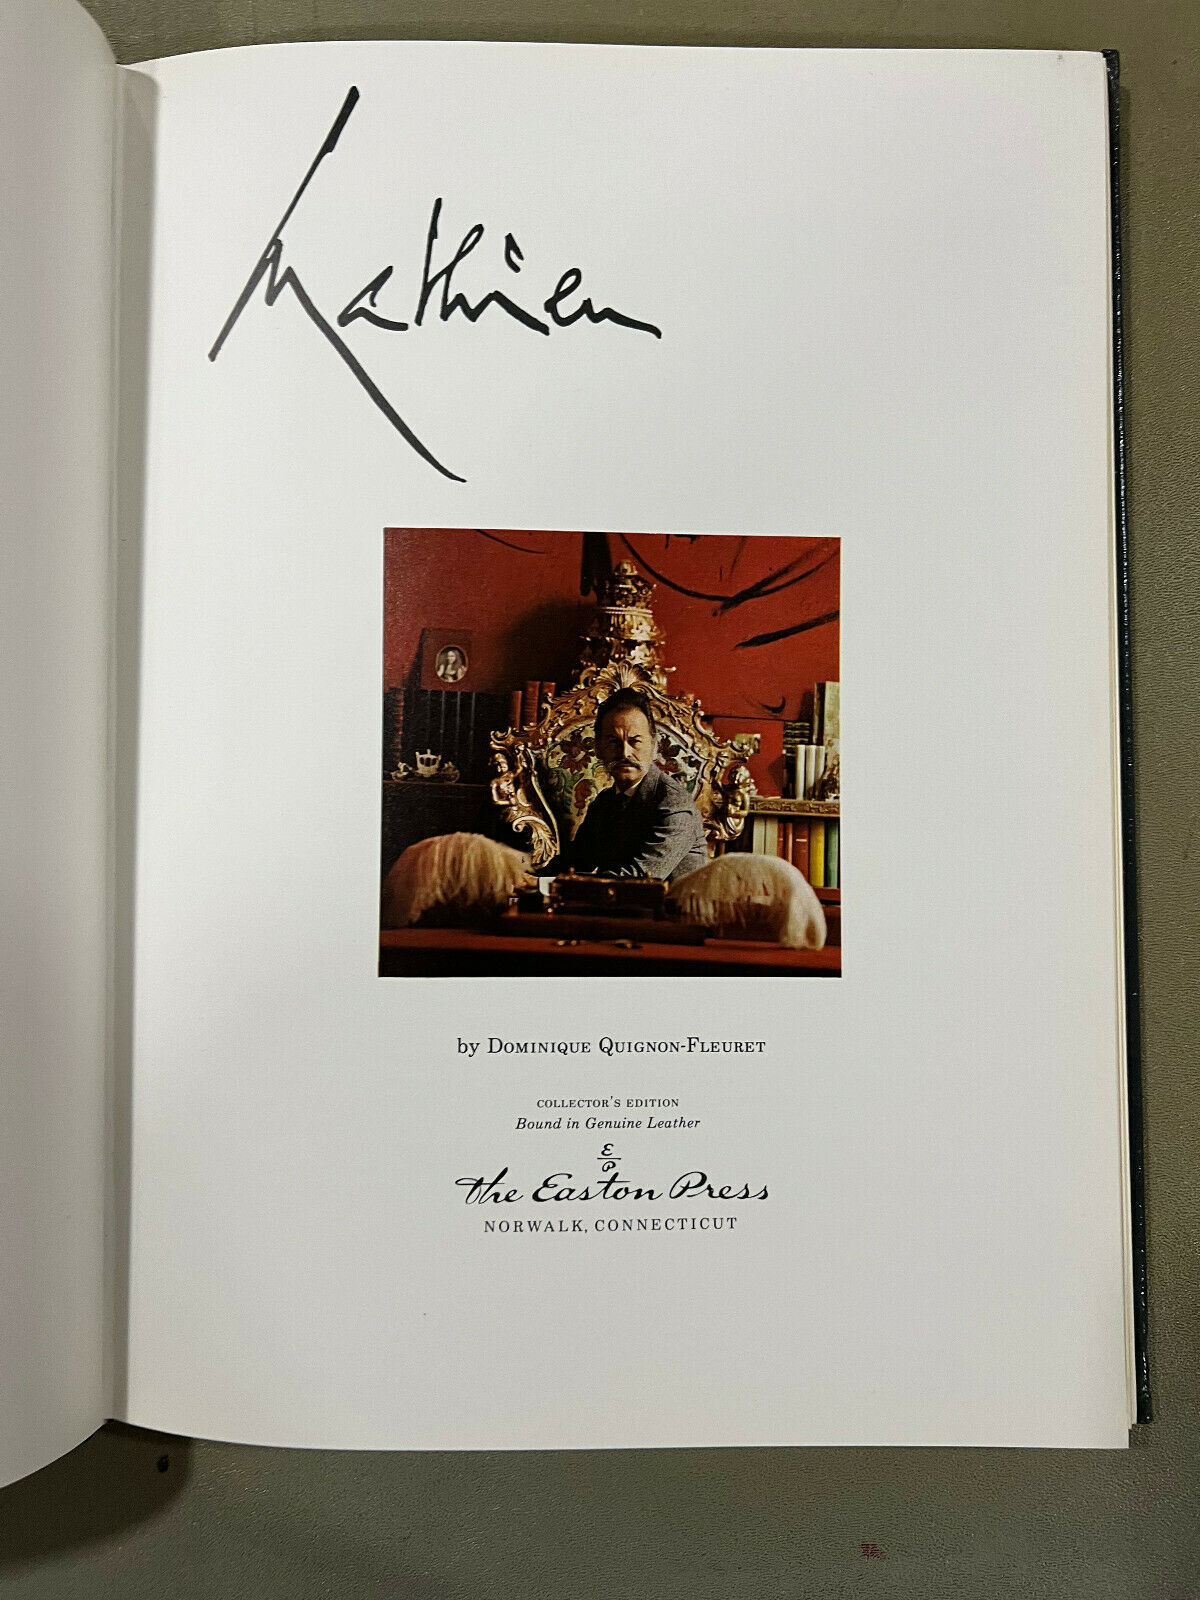 Mathieu
by DOMINIQUE QUIGNON-FLEURET
COLLECTOR'S EDITION
Bound in Genuine Leather
E
P
The Easton Press
NORWALK, CONNECTICUT